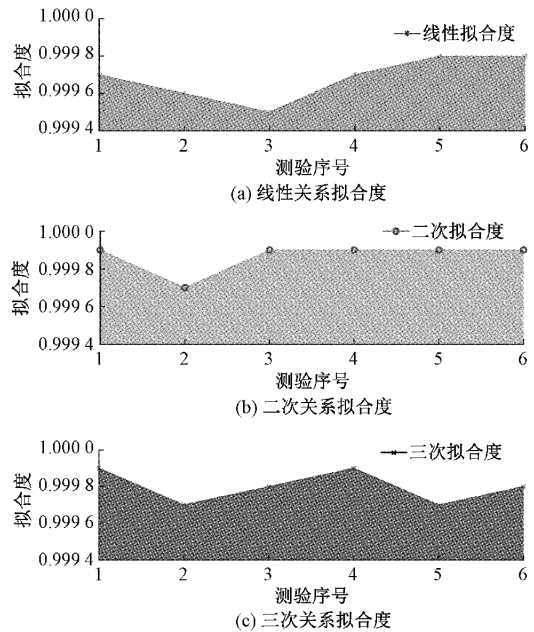 1.000 0
0.999 8
0.999 6
0.999 4
拟合度
线性拟合度
1 2 3 4 5 6
测验序号
(a) 线性关系拟合度
1.000 0
0.999 8
0.999 6
0.999 4
拟合度
二次拟合度
1 2 3 4 5 6
测验序号
(b) 二次关系拟合度
1.000 0
0.999 8
0.999 6
0.999 4
拟合度
三次拟合度
1 2 3 4 5 6
测验序号
(c) 三次关系拟合度